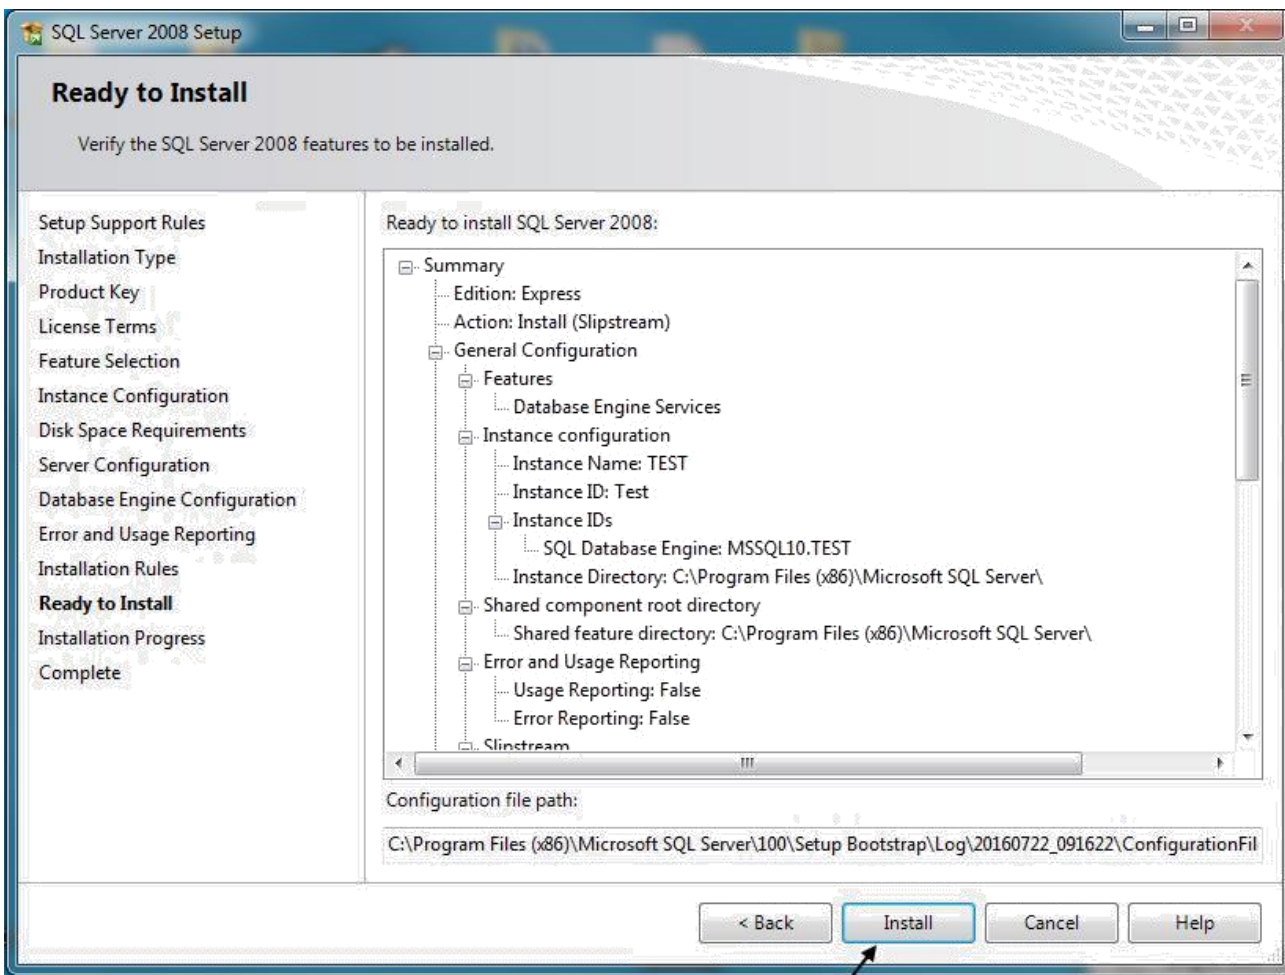 SQL Server 2008 Setup
Ready to Install
Verify the SQL Server 2008 features to be installed.
Setup Support Rules
Installation Type
Product Key
License Terms
Feature Selection
Instance Configuration
Disk Space Requirements
Server Configuration
Database Engine Configuration
Error and Usage Reporting
Installation Rules
Ready to Install
Installation Progress
Complete
Ready to install SQL Server 2008:
Summary
Edition: Express
Action: Install (Slipstream)
General Configuration
Features
Database Engine Services
Instance configuration
Instance Name: TEST
Instance ID: Test
Instance IDs
SQL Database Engine: MSSQL10.TEST
Instance Directory: C:\Program Files (x86)\Microsoft SQL Server\
Shared component root directory
Shared feature directory: C:\Program Files (x86)\Microsoft SQL Server\
Error and Usage Reporting
Usage Reporting: False
Error Reporting: False
Slipstream
Configuration file path:
C:\Program Files (x86)\Microsoft SQL Server\100\Setup Bootstrap\Log\20160722_091622\ConfigurationFil
< Back
Install
Cancel
Help